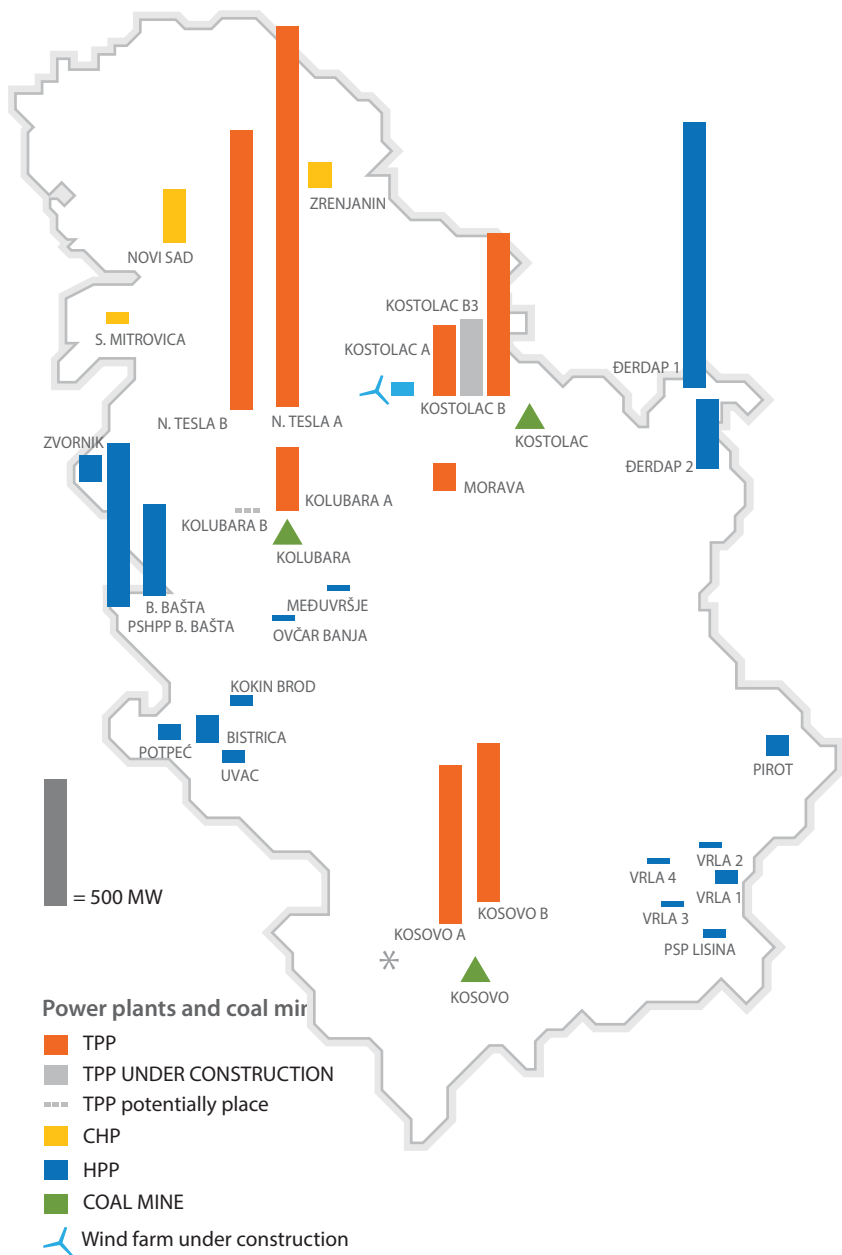 ZRENJANIN
NOVI SAD
KOSTOLAC B3
S. MITROVICA
KOSTOLAC A
ĐERDAP 1
KOSTOLAC B
N. TESLA B
N. TESLA A
KOSTOLAC
ZVORNIK
ĐERDAP 2
MORAVA
KOLUBARA A
KOLUBARA B
KOLUBARA
B. BAŠTA
MEĐUVRŠJE
PSHPP B. BAŠTA
OVČAR BANJA
KOKIN BROD
BISTRICA
POTPEĆ
UVAC
PIROT
= 500 MW
VRLA 2
VRLA 4
VRLA 1
KOSOVO B
VRLA 3
KOSOVO A
PSP LISINA
*
KOSOVO
Power plants and coal min
TPP
TPP UNDER CONSTRUCTION
TPP potentially place
CHP
HPP
COAL MINE
Wind farm under construction